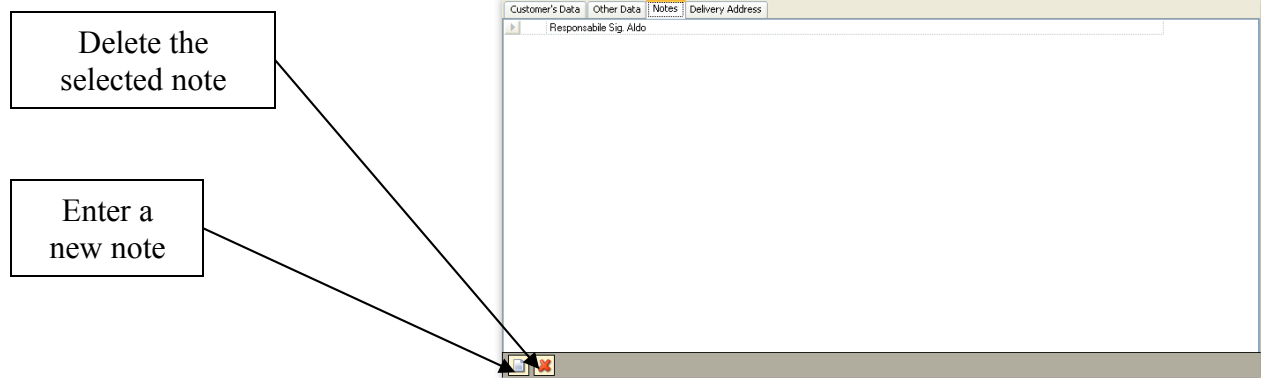 Customer's Data Other Data Notes Delivery Address
Responsabile Sig. Aldo
Delete the
selected note
Enter a
new note